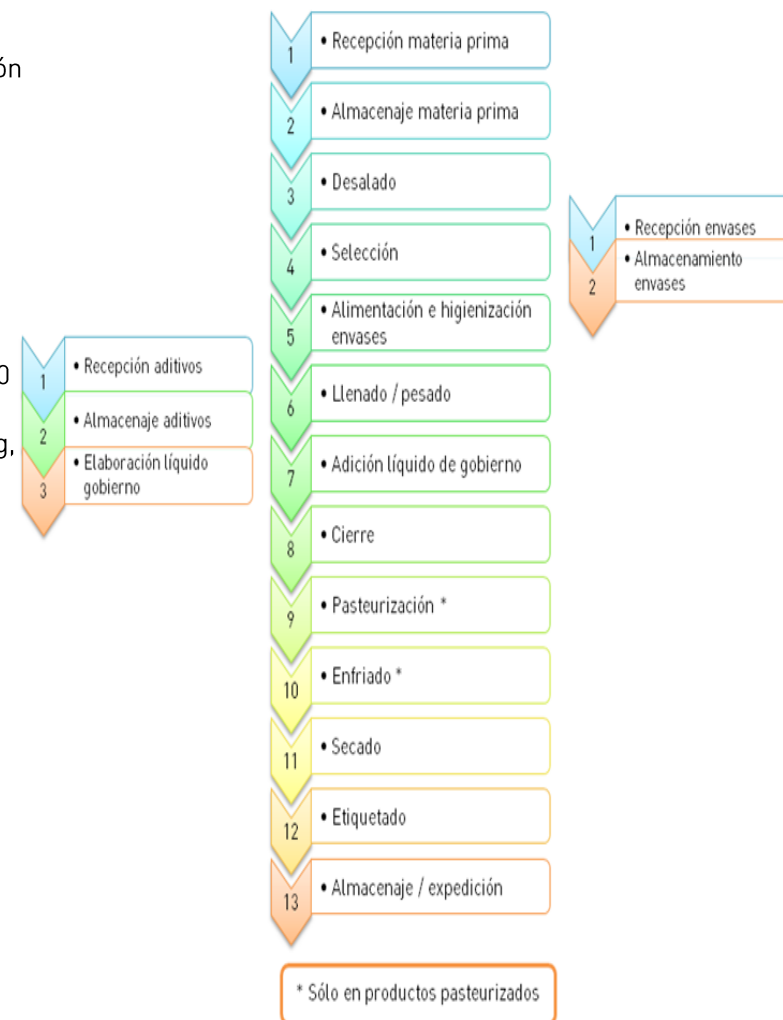 ón
0
g,
1
• Recepción aditivos
2
• Almacenaje aditivos
3
• Elaboración líquido
gobierno
1
• Recepción materia prima
2
• Almacenaje materia prima
3
• Desalado
4
• Selección
5
• Alimentación e higienización
envases
6
• Llenado / pesado
7
• Adición líquido de gobierno
8
• Cierre
9
• Pasteurización *
10
• Enfriado *
11
• Secado
12
• Etiquetado
13
• Almacenaje / expedición
* Sólo en productos pasteurizados
1
• Recepción envases
2
• Almacenamiento
envases